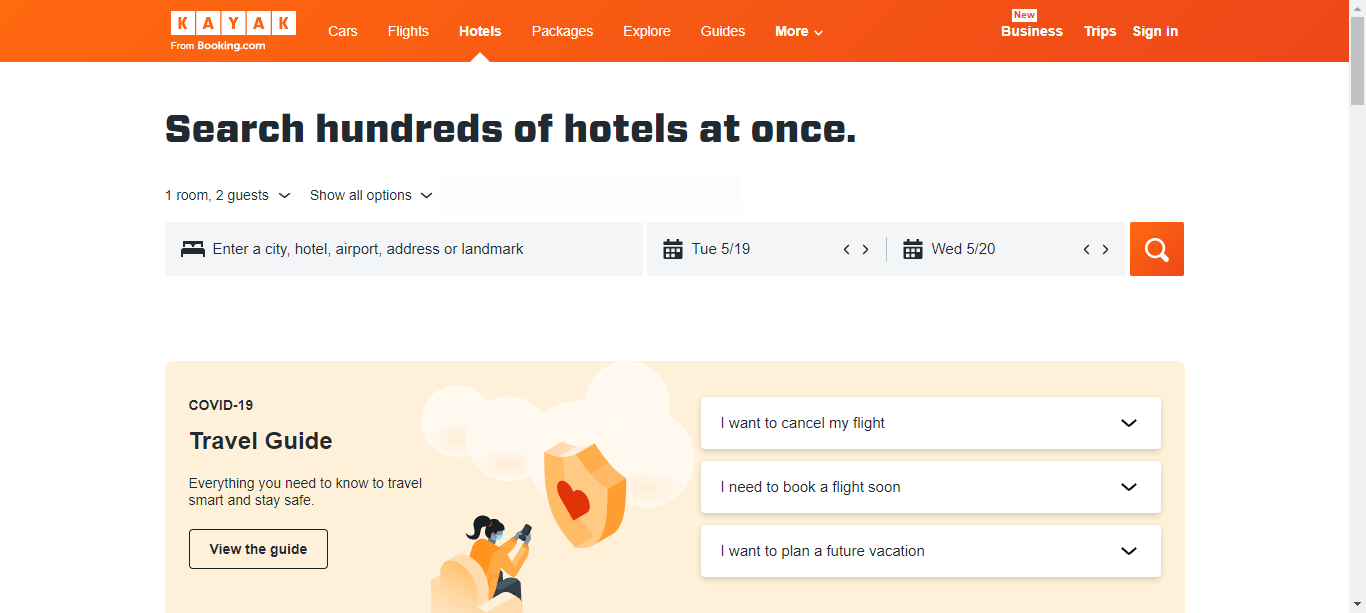 KAYAK
From Booking.com
Cars Flights Hotels Packages Explore Guides More
New
Business Trips Sign in
Search hundreds of hotels at once.
1 room, 2 guests Show all options
Enter a city, hotel, airport, address or landmark Tue 5/19 Wed 5/20
COVID-19
Travel Guide
Everything you need to know to travel
smart and stay safe.
View the guide
I want to cancel my flight
I need to book a flight soon
I want to plan a future vacation